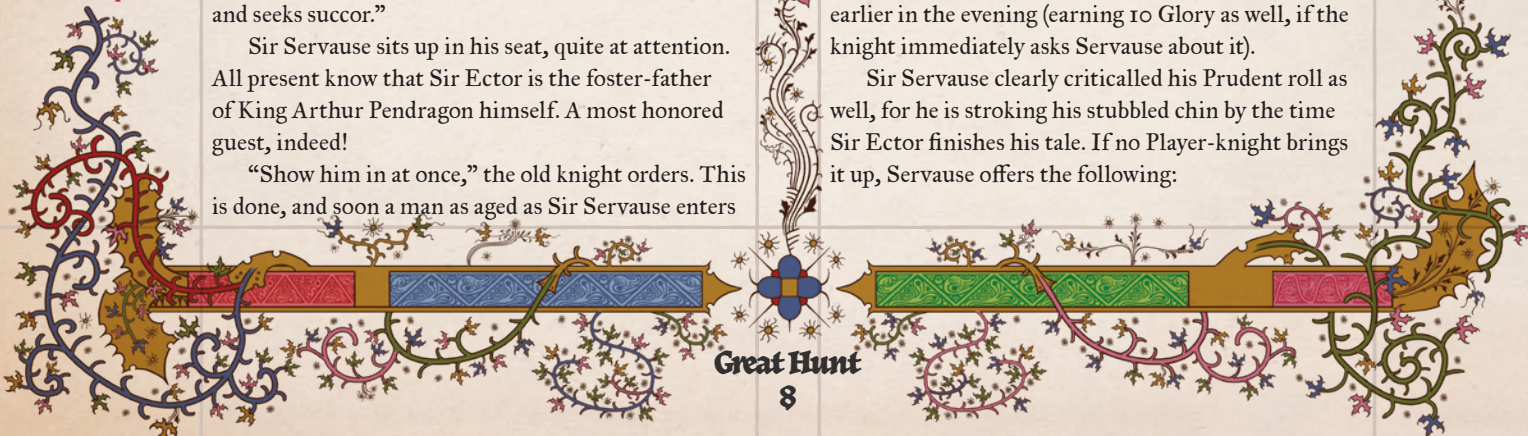 and seeks succor.”
Sir Servause sits up in his seat, quite at attention.
All present know that Sir Ector is the foster-father
of King Arthur Pendragon himself. A most honored
guest, indeed!
“Show him in at once,” the old knight orders. This
is done, and soon a man as aged as Sir Servause enters
earlier in the evening (earning 10 Glory as well, if the
knight immediately asks Servause about it).
Sir Servause clearly criticalled his Prudent roll as
well, for he is stroking his stubbled chin by the time
Sir Ector finishes his tale. If no Player-knight brings
it up, Servause offers the following:
Great Hunt
8